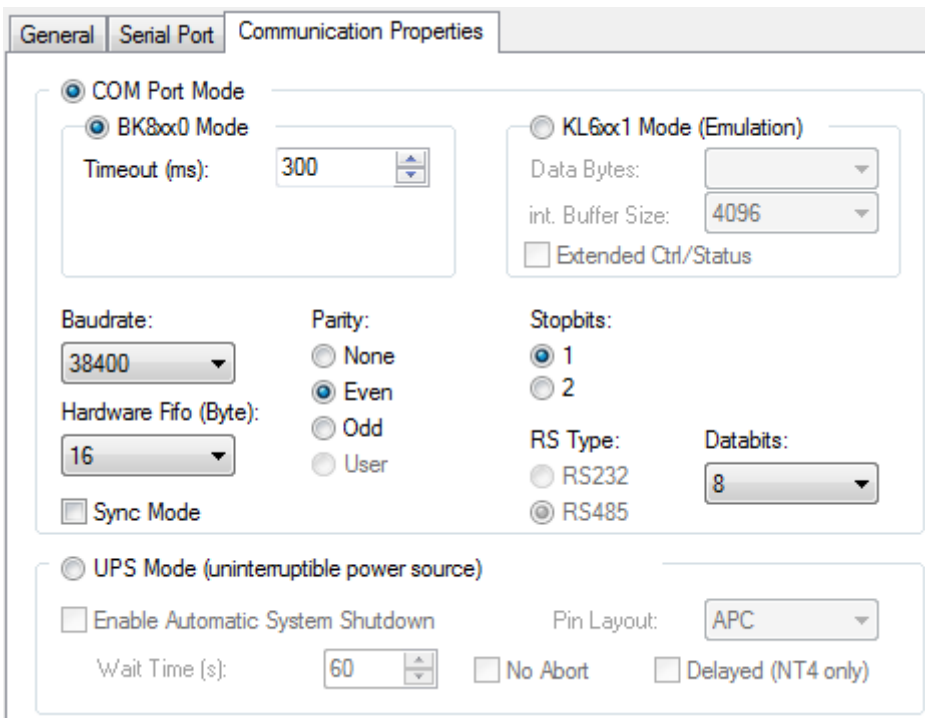 General Serial Port Communication Properties
COM Port Mode
BK8xx0 Mode
Timeout (ms): 300
KL6xx1 Mode (Emulation)
Data Bytes:
int. Buffer Size: 4096
Extended Ctrl/Status
Baudrate:
38400
Hardware Fifo (Byte):
16
Sync Mode
Parity:
None
Even
Odd
User
Stopbits:
1
2
RS Type:
RS232
RS485
Databits:
8
UPS Mode (uninterruptible power source)
Enable Automatic System Shutdown Pin Layout: APC
Wait Time (s): 60 No Abort Delayed (NT4 only)